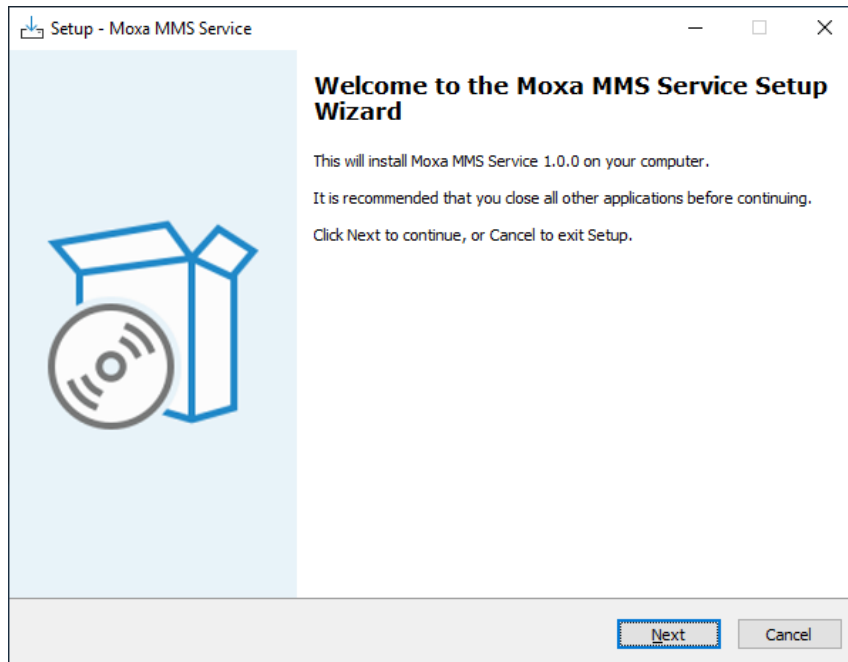 Setup - Moxa MMS Service
Welcome to the Moxa MMS Service Setup
Wizard
This will install Moxa MMS Service 1.0.0 on your computer.
It is recommended that you close all other applications before continuing.
Click Next to continue, or Cancel to exit Setup.
Next
Cancel